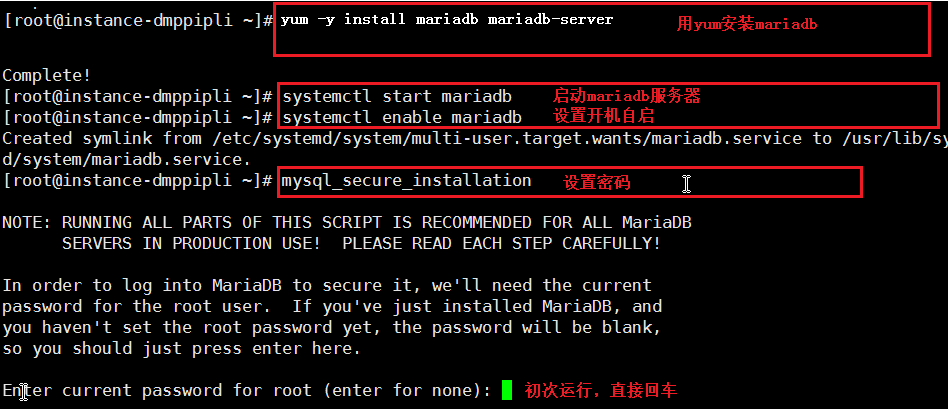 [root@instance-dmppipli ~]# yum -y install mariadb mariadb-server 用yum安装mariadb
Complete!
[root@instance-dmppipli ~]# systemctl start mariadb 启动mariadb服务器
[root@instance-dmppipli ~]# systemctl enable mariadb 设置开机自启
Created symlink from /etc/systemd/system/multi-user.target.wants/mariadb.service to /usr/lib/sy
d/system/mariadb.service.
[root@instance-dmppipli ~]# mysql_secure_installation 设置密码
NOTE: RUNNING ALL PARTS OF THIS SCRIPT IS RECOMMENDED FOR ALL MariaDB
SERVERS IN PRODUCTION USE!  PLEASE READ EACH STEP CAREFULLY!
In order to log into MariaDB to secure it, we'll need the current
password for the root user.  If you've just installed MariaDB, and
you haven't set the root password yet, the password will be blank,
so you should just press enter here.
Enter current password for root (enter for none): 初次运行，直接回车